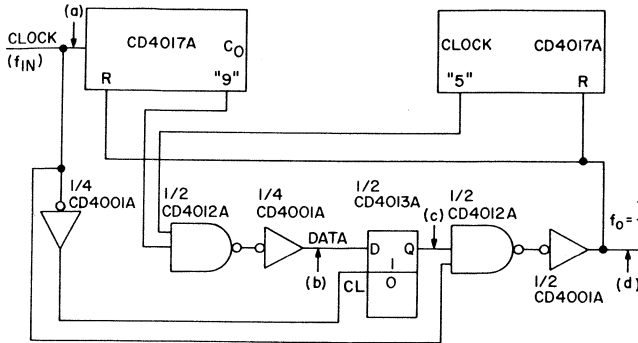 (a)
CLOCK
(fIN)
CD4017A
CO
R
"9"
CLOCK
CD4017A
"5"
R
1/4
CD4001A
1/2
CD4012A
1/4
CD4001A
1/2
CD4013A
1/2
CD4012A
DATA
(b)
D
Q
1
0
CL
(c)
1/2
CD4001A
fo=
(d)